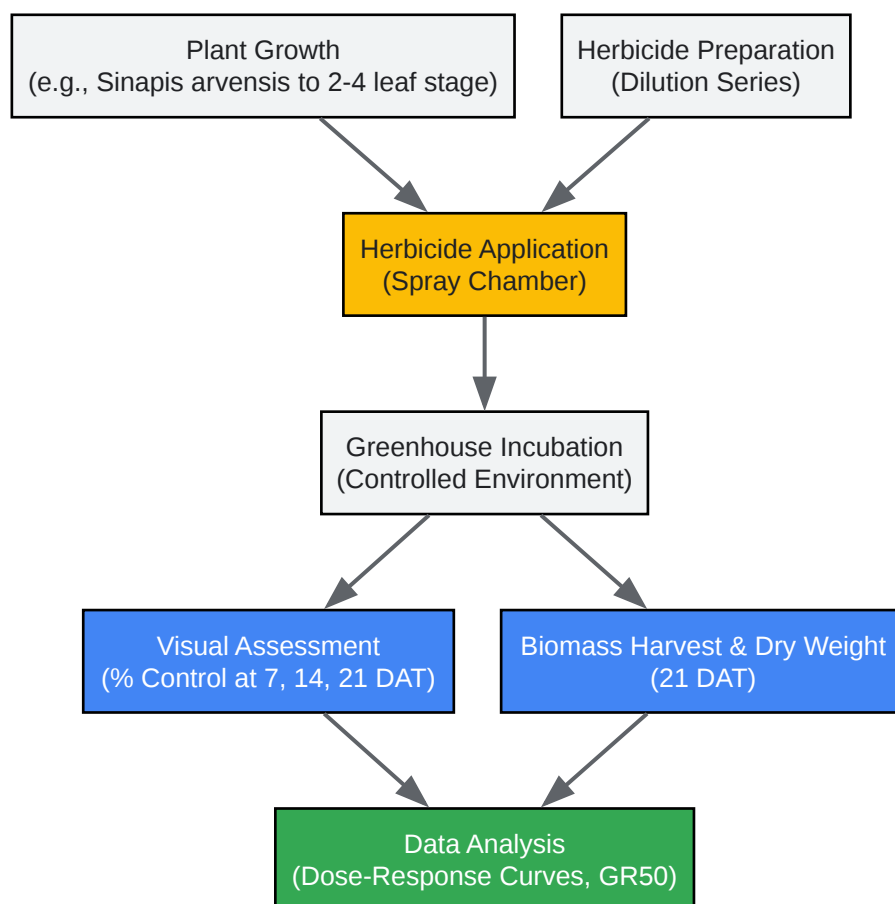 Plant Growth
(e.g., Sinapis arvensis to 2-4 leaf stage)
Herbicide Preparation
(Dilution Series)
Herbicide Application
(Spray Chamber)
Greenhouse Incubation
(Controlled Environment)
Visual Assessment
(% Control at 7, 14, 21 DAT)
Biomass Harvest & Dry Weight
(21 DAT)
Data Analysis
(Dose-Response Curves, GR50)